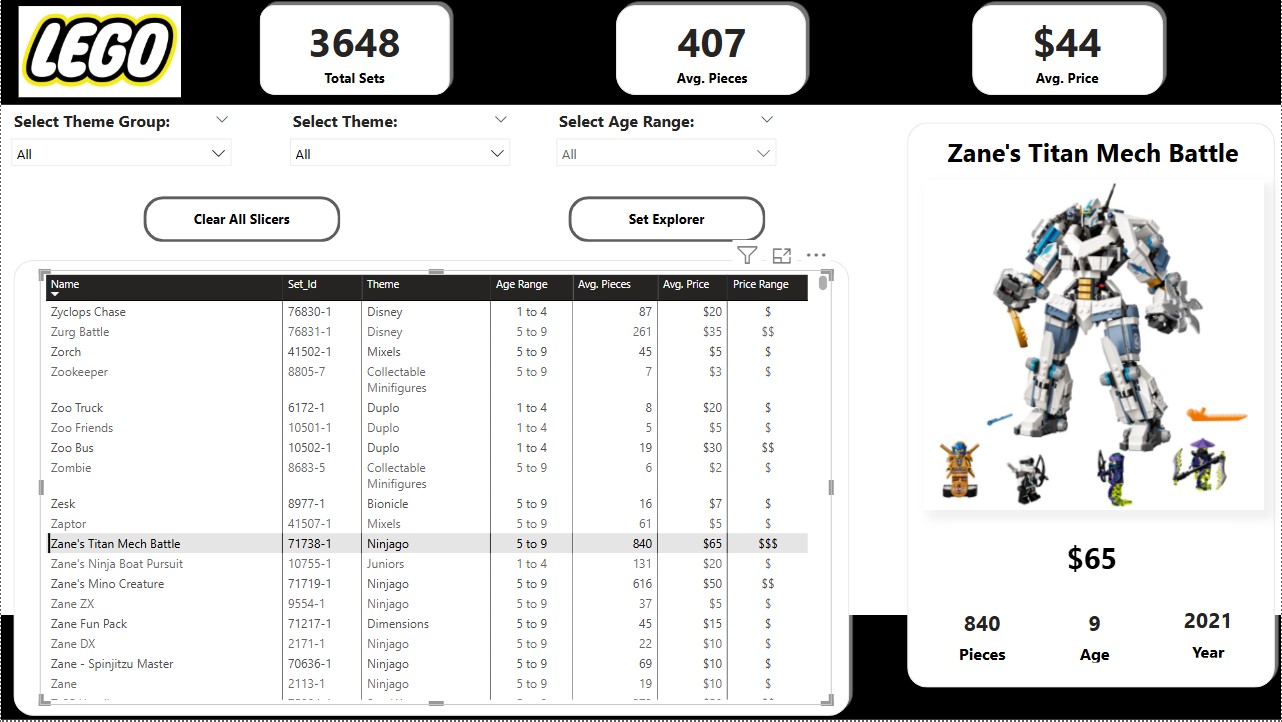 LEGO
3648
Total Sets
407
Avg. Pieces
$44
Avg. Price
Select Theme Group:
All
Select Theme:
All
Select Age Range:
All
Clear All Slicers
Set Explorer
Name Set_Id Theme Age Range Avg. Pieces Avg. Price Price Range
Zyclops Chase 76830-1 Disney 1 to 4 87 $20 $
Zurg Battle 76831-1 Disney 5 to 9 261 $35 $$
Zorch 41502-1 Mixels 5 to 9 45 $5 $
Zookeeper 8805-7 Collectable Minifigures 5 to 9 7 $3 $
Zoo Truck 6172-1 Duplo 1 to 4 8 $20 $
Zoo Friends 10501-1 Duplo 1 to 4 5 $5 $
Zoo Bus 10502-1 Duplo 1 to 4 19 $30 $$
Zombie 8683-5 Collectable Minifigures 5 to 9 6 $2 $
Zesk 8977-1 Bionicle 5 to 9 16 $7 $
Zaptor 41507-1 Mixels 5 to 9 61 $5 $
Zane's Titan Mech Battle 71738-1 Ninjago 5 to 9 840 $65 $$$
Zane's Ninja Boat Pursuit 10755-1 Juniors 1 to 4 131 $20 $
Zane's Mino Creature 71719-1 Ninjago 5 to 9 616 $50 $$
Zane ZX 9554-1 Ninjago 5 to 9 37 $5 $
Zane Fun Pack 71217-1 Dimensions 5 to 9 45 $15 $
Zane DX 2171-1 Ninjago 5 to 9 22 $10 $
Zane - Spinjitzu Master 70636-1 Ninjago 5 to 9 69 $10 $
Zane 2113-1 Ninjago 5 to 9 19 $10 $
Zane's Titan Mech Battle
$65
840
Pieces
9
Age
2021
Year